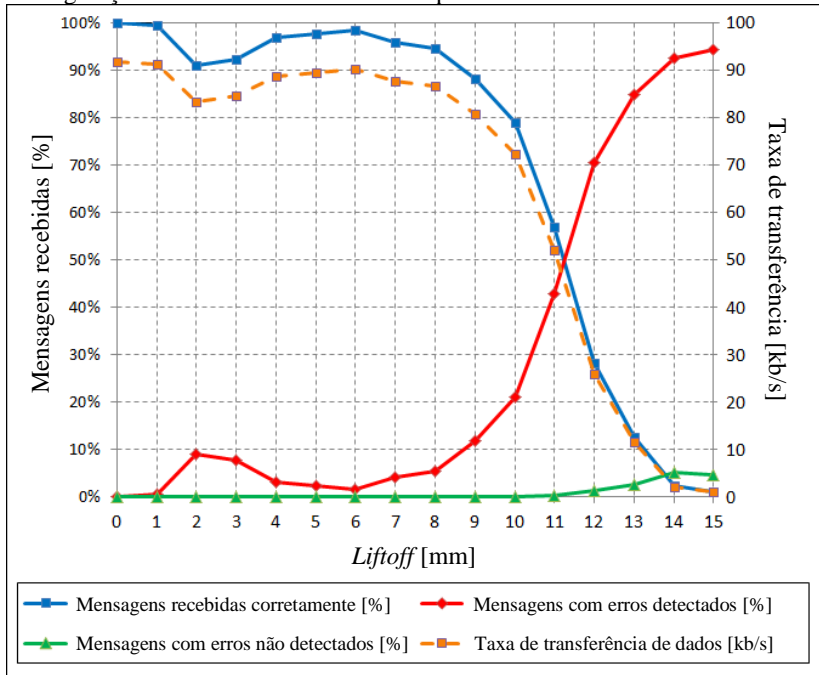 Mensagens recebidas [%]
100%
90%
80%
70%
60%
50%
40%
30%
20%
10%
0%
0 1 2 3 4 5 6 7 8 9 10 11 12 13 14 15
Liftoff [mm]
100
90
80
70
60
50
40
30
20
10
0
Taxa de transferência [kb/s]
Mensagens recebidas corretamente [%]
Mensagens com erros detectados [%]
Mensagens com erros não detectados [%]
Taxa de transferência de dados [kb/s]